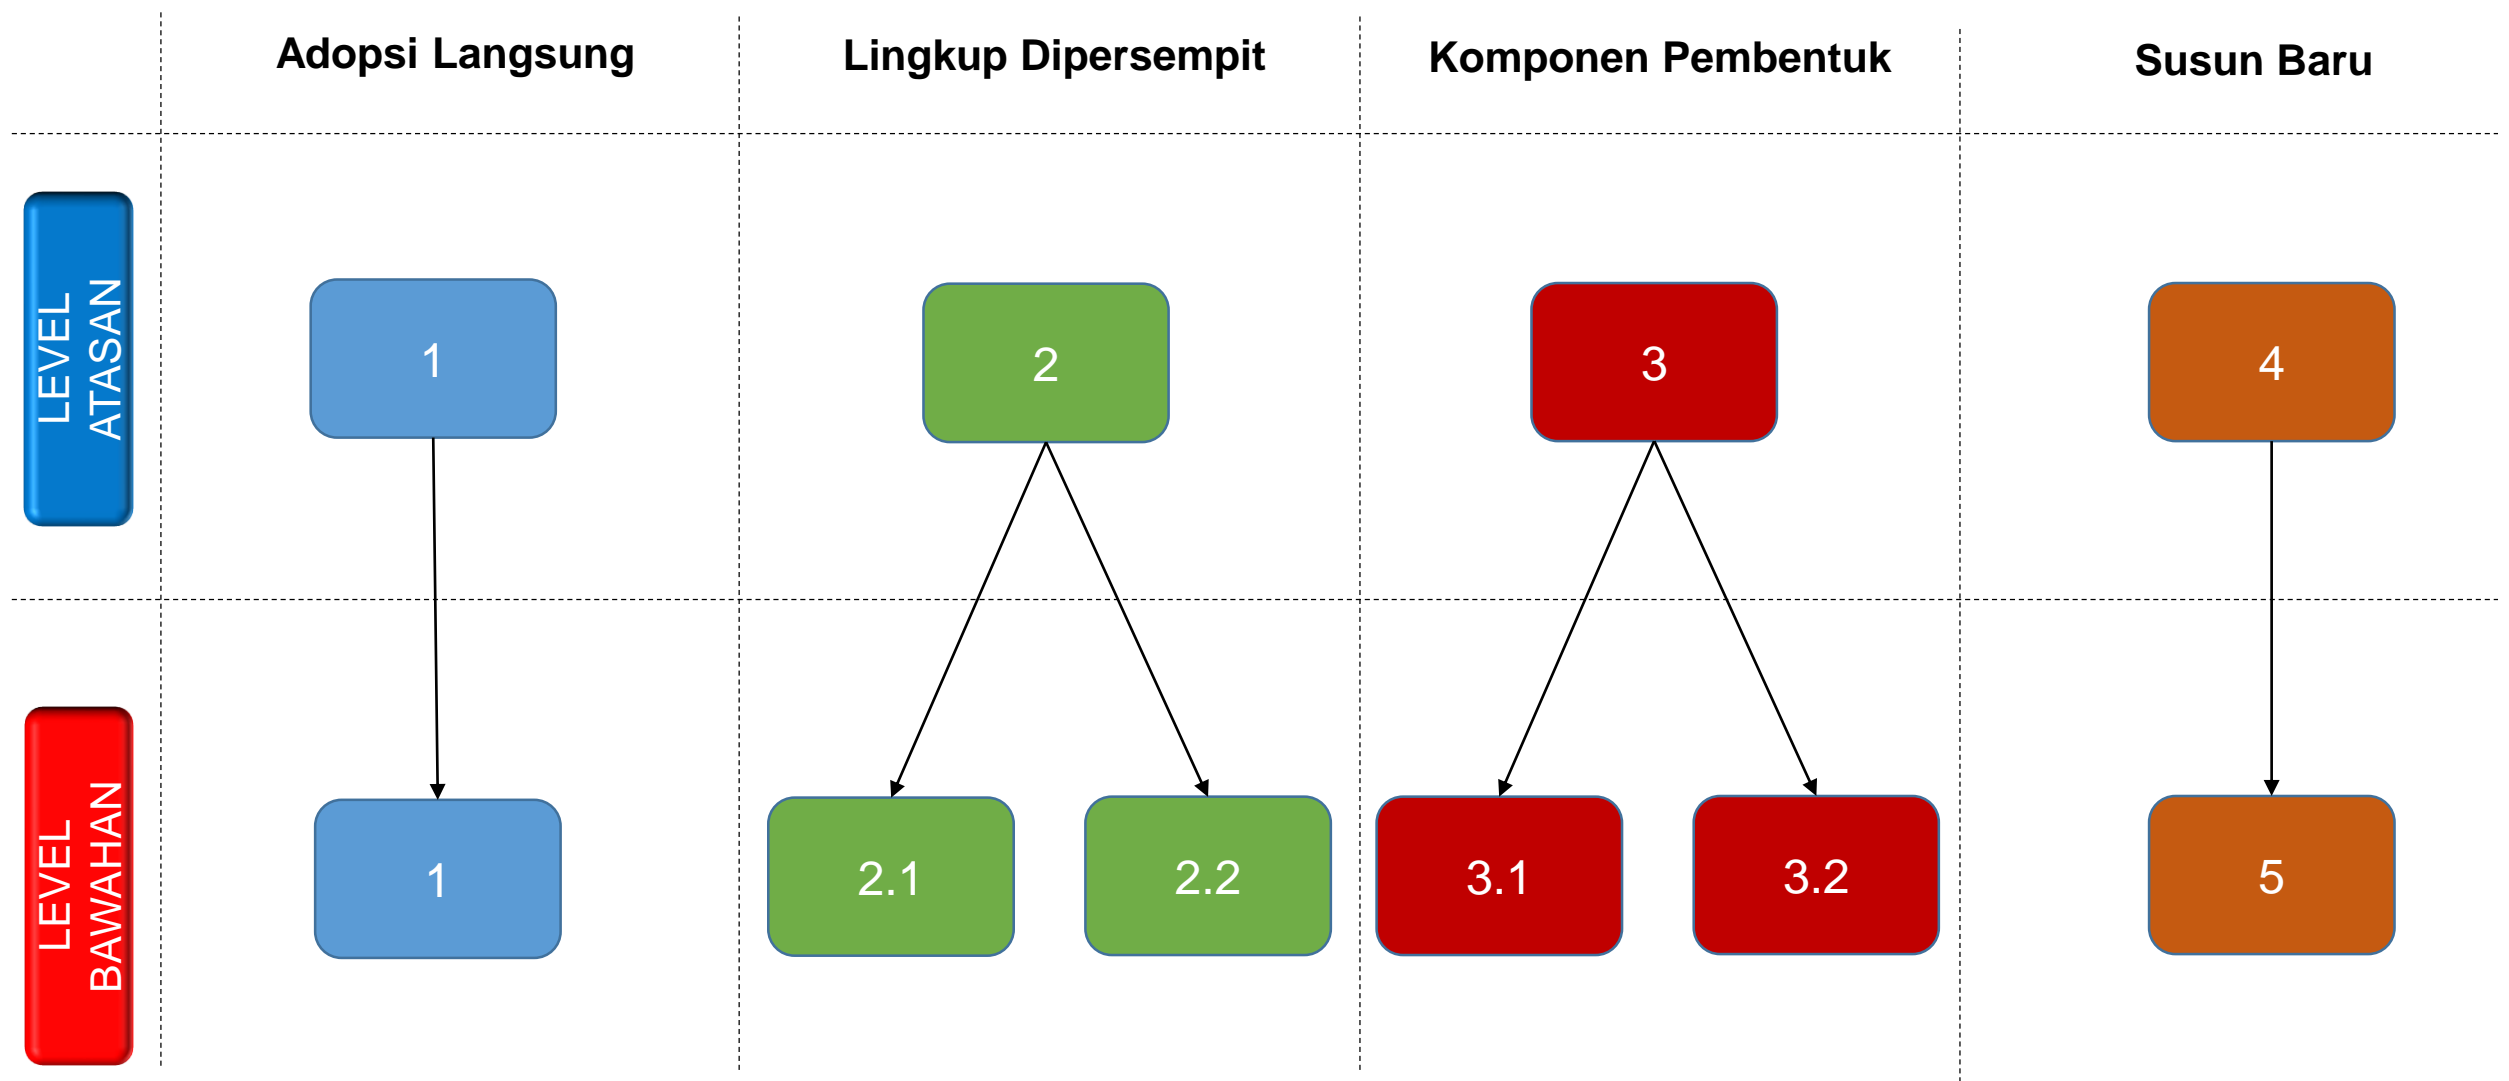 Adopsi Langsung
Lingkup Dipersempit
Komponen Pembentuk
Susun Baru
LEVEL
ATASAN
1
2
3
4
LEVEL
BAWAHAN
1
2.1
2.2
3.1
3.2
5